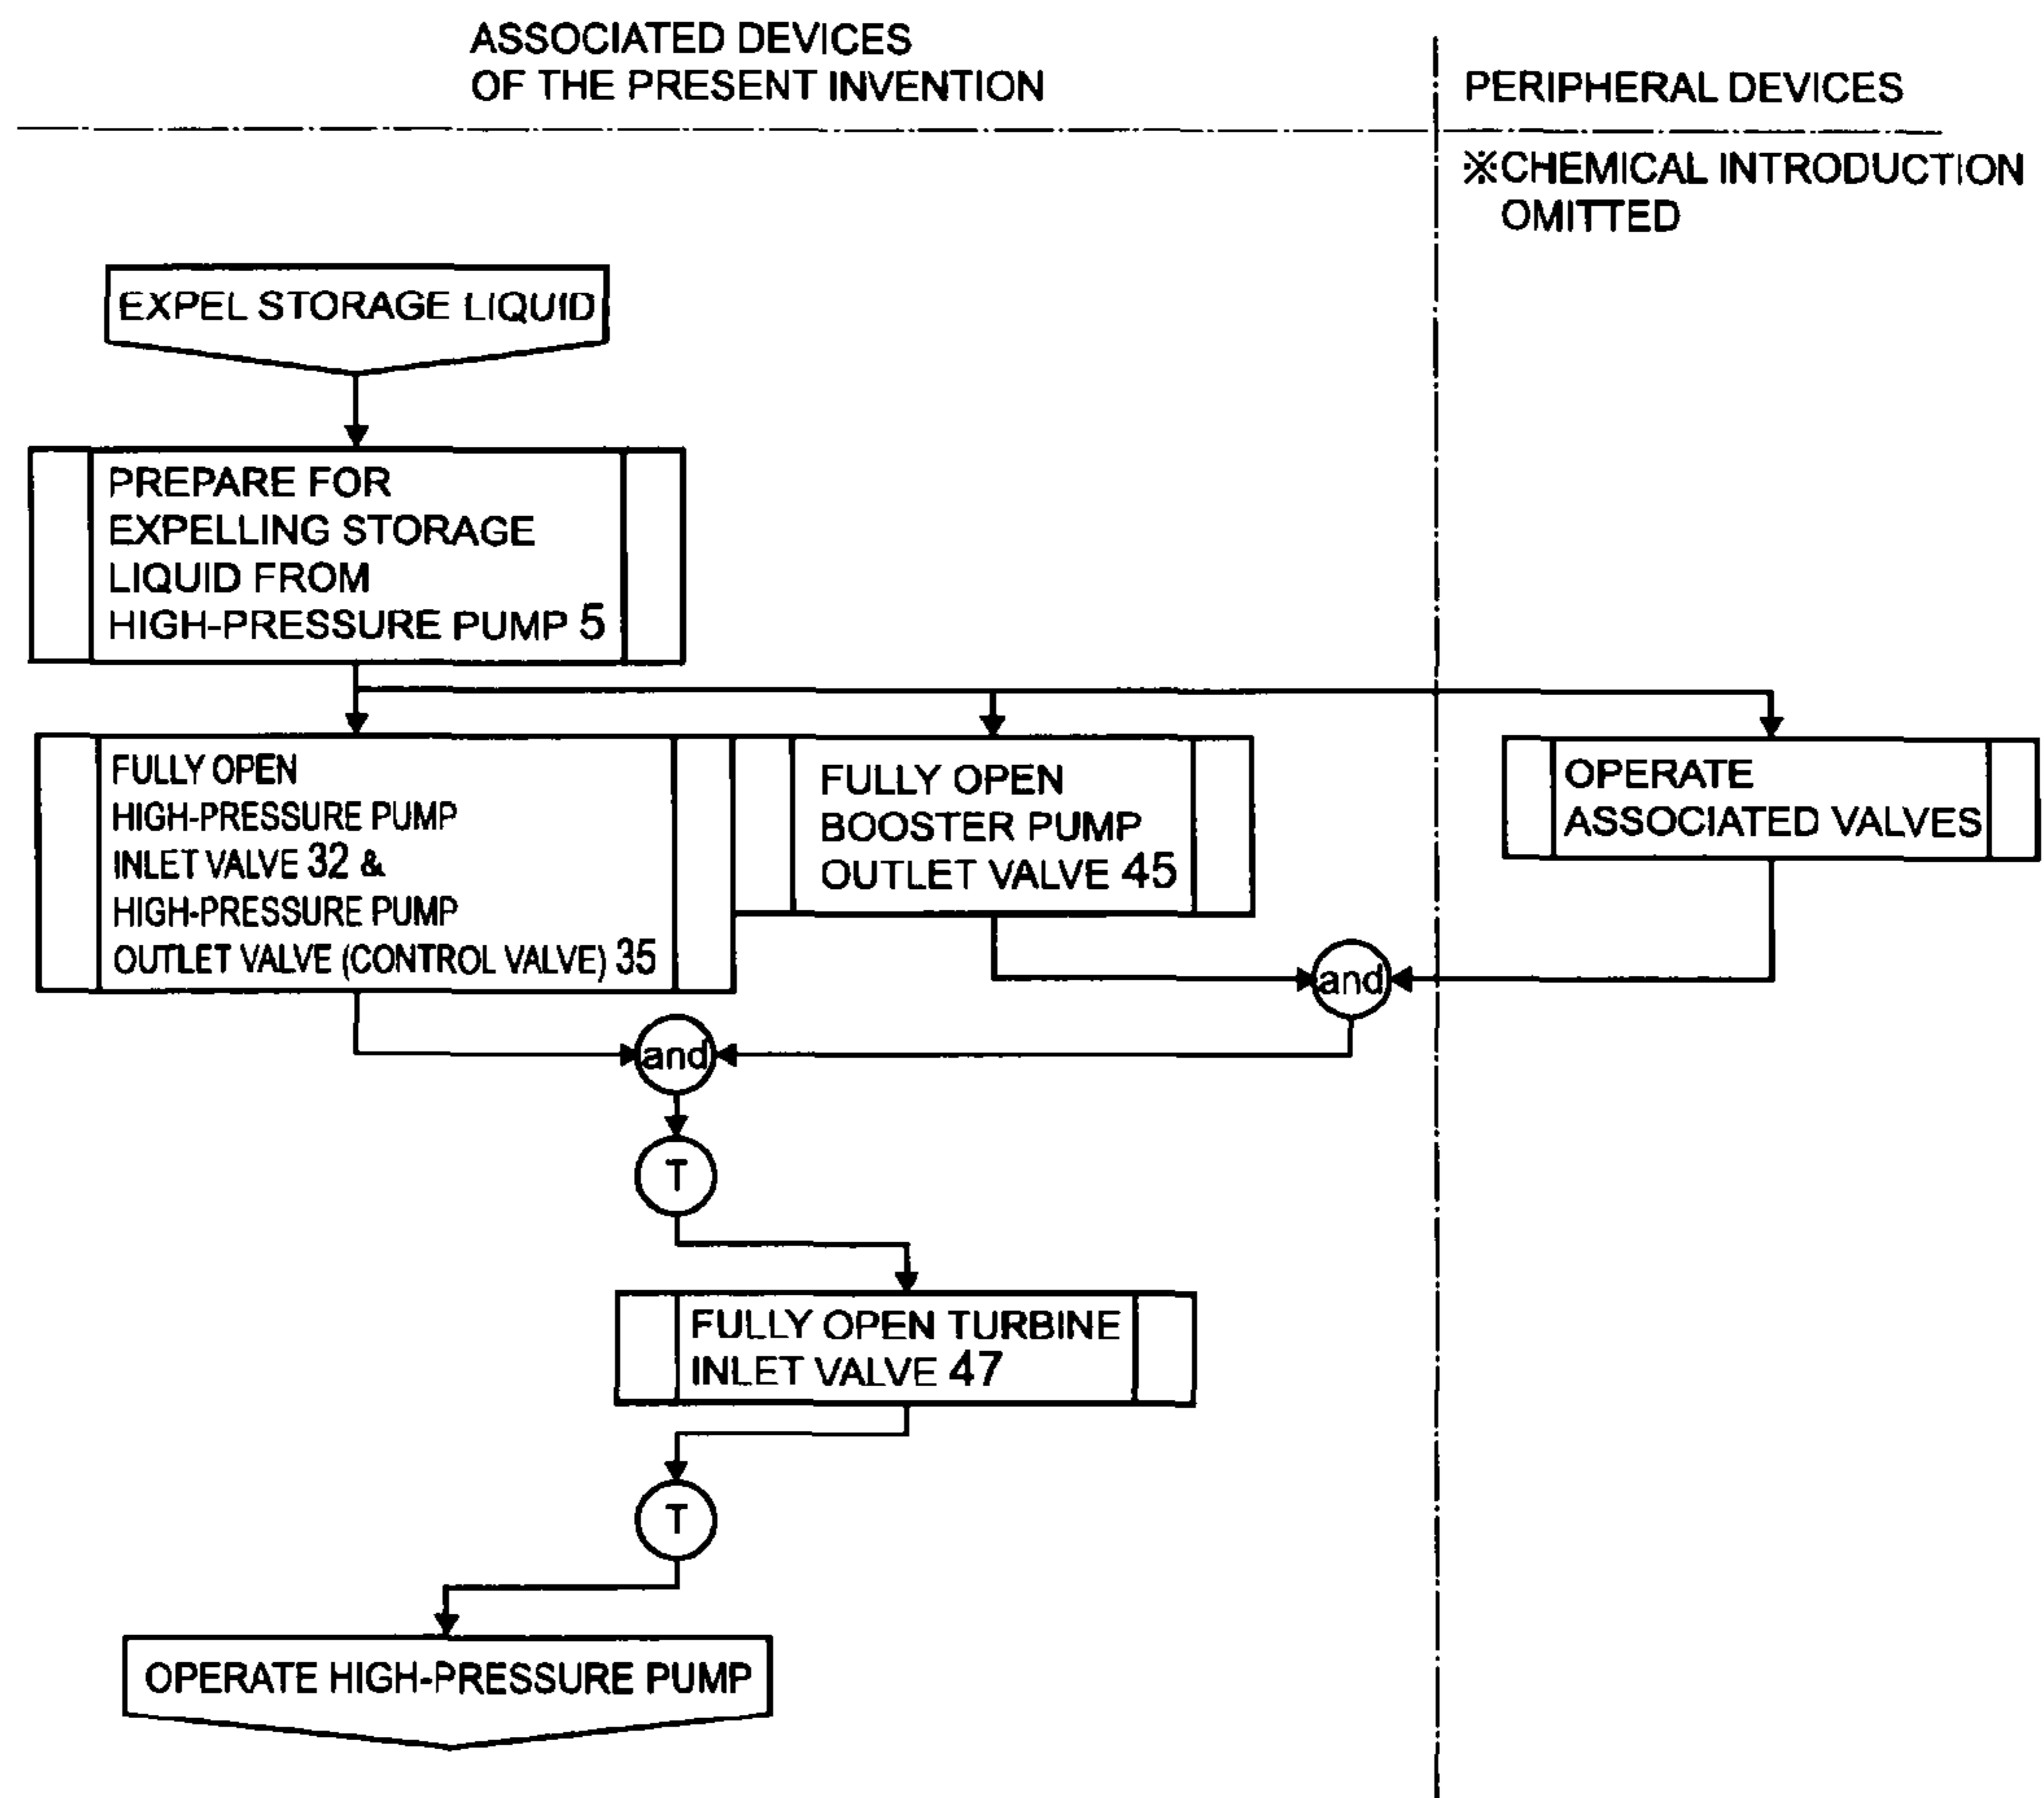 ASSOCIATED DEVICES
OF THE PRESENT INVENTION
PERIPHERAL DEVICES
※CHEMICAL INTRODUCTION
OMITTED
EXPEL STORAGE LIQUID
PREPARE FOR
EXPELLING STORAGE
LIQUID FROM
HIGH-PRESSURE PUMP 5
FULLY OPEN
HIGH-PRESSURE PUMP
INLET VALVE 32 &
HIGH-PRESSURE PUMP
OUTLET VALVE (CONTROL VALVE) 35
FULLY OPEN
BOOSTER PUMP
OUTLET VALVE 45
OPERATE
ASSOCIATED VALVES
and
and
T
FULLY OPEN TURBINE
INLET VALVE 47
T
OPERATE HIGH-PRESSURE PUMP